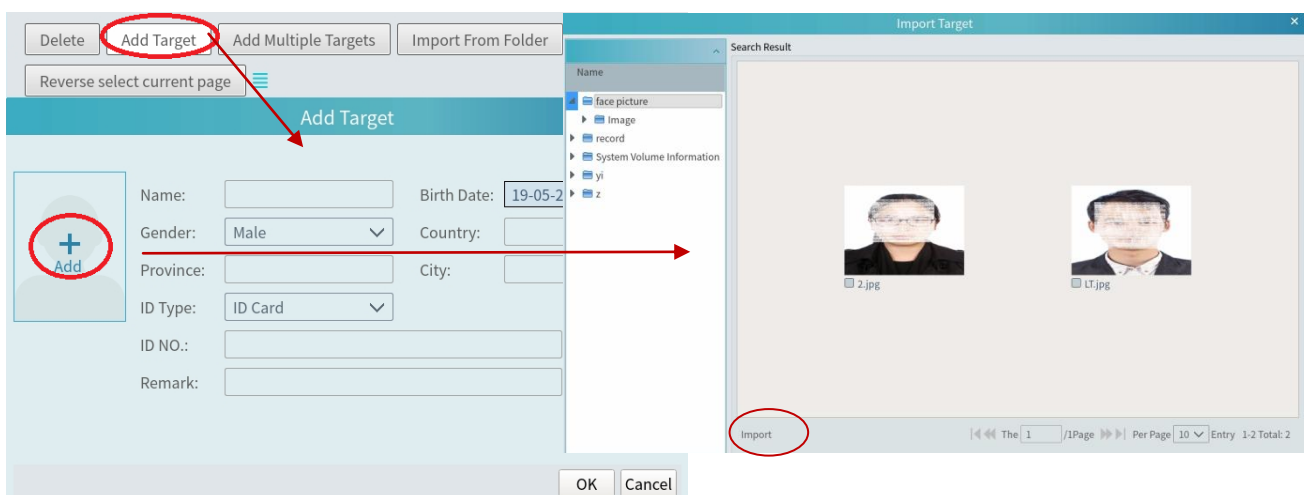 Delete
Add Target
Add Multiple Targets
Import From Folder
Reverse select current page
Add Target
Add
Name:
Birth Date: 19-05-2
Gender: Male
Country:
Province:
City:
ID Type: ID Card
ID NO.:
Remark:
OK
Cancel
Import Target
Search Result
Name
face picture
Image
record
System Volume Information
yi
z
2.jpg
LT.jpg
Import
The 1 /1Page
Per Page 10 Entry 1-2 Total: 2